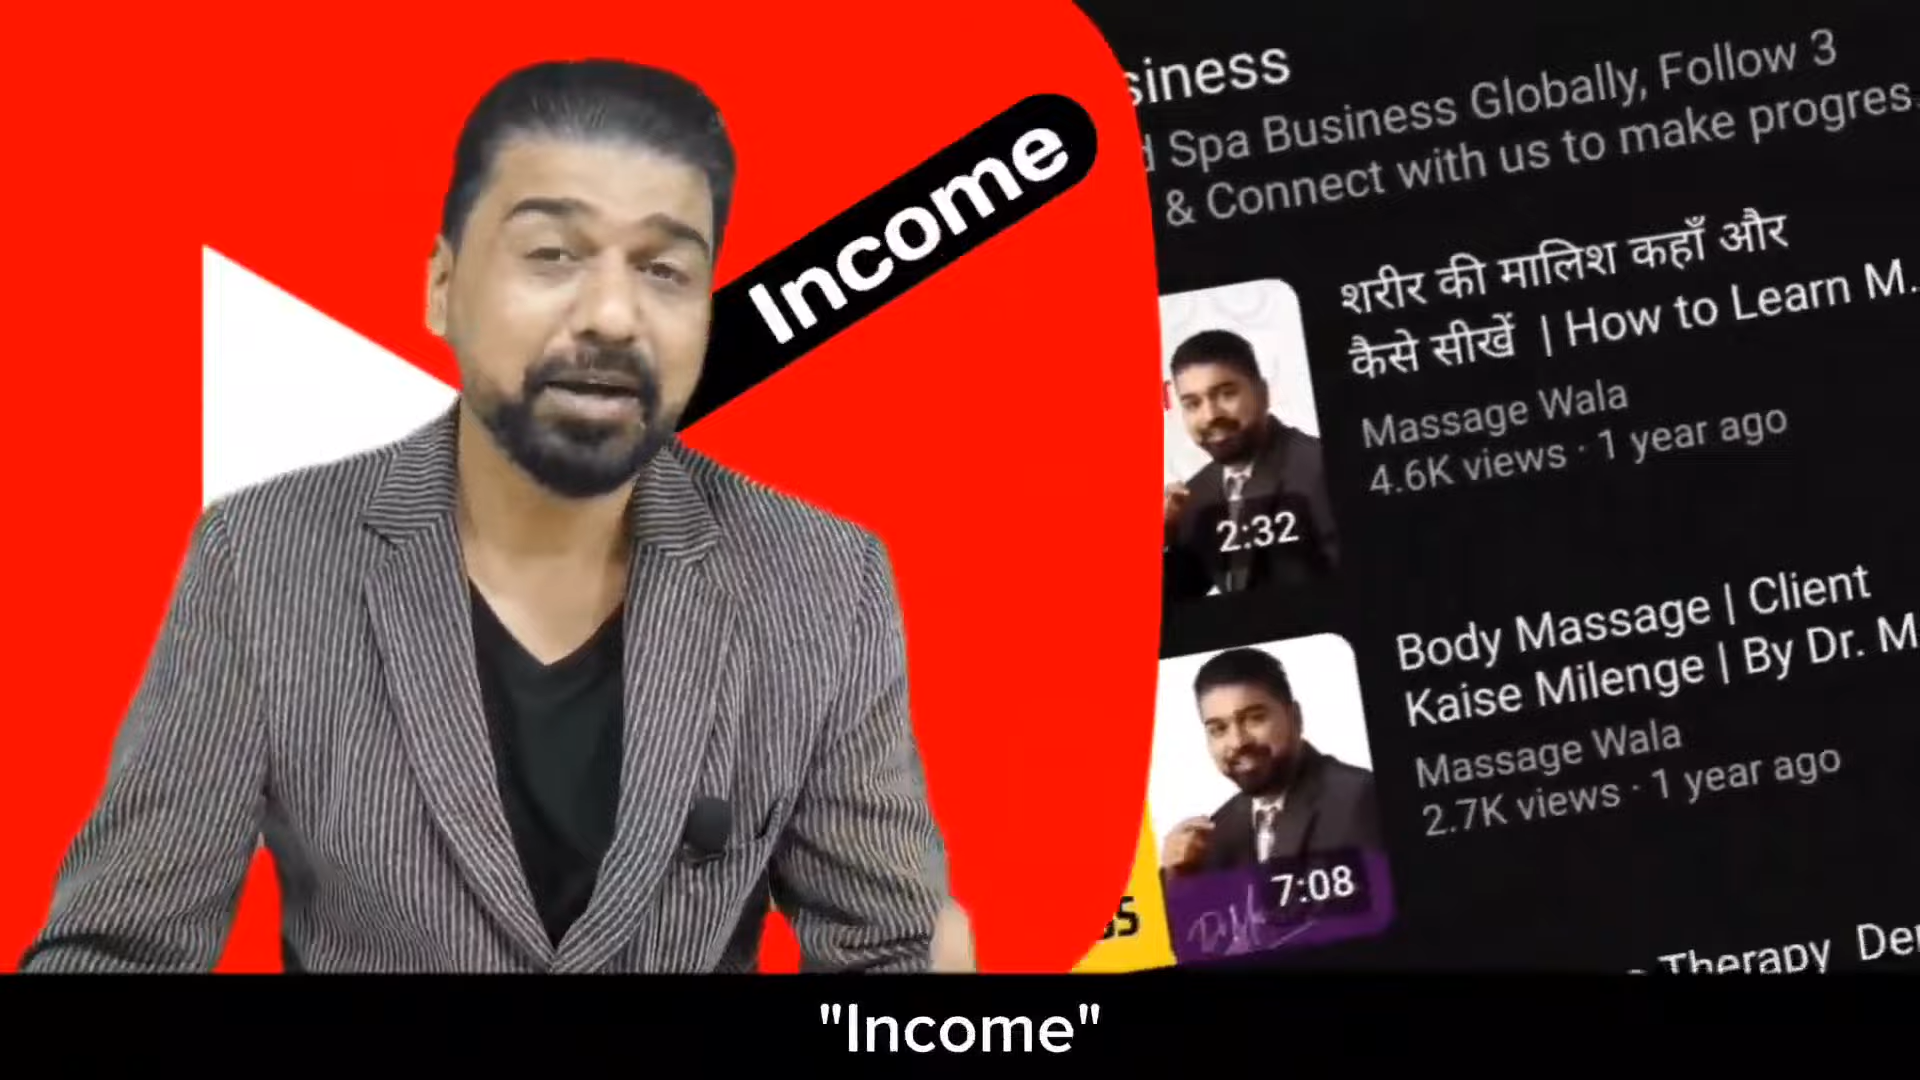 Income
siness
d Spa Business Globally, Follow 3
& Connect with us to make progres.
शरीर की मालिश कहाँ और
कैसे सीखें | How to Learn M.
Massage Wala
4.6K views · 1 year ago
2:32
Body Massage | Client
Kaise Milenge | By Dr. M
Massage Wala
2.7K views · 1 year ago
7:08
Therapy Der
"Income"